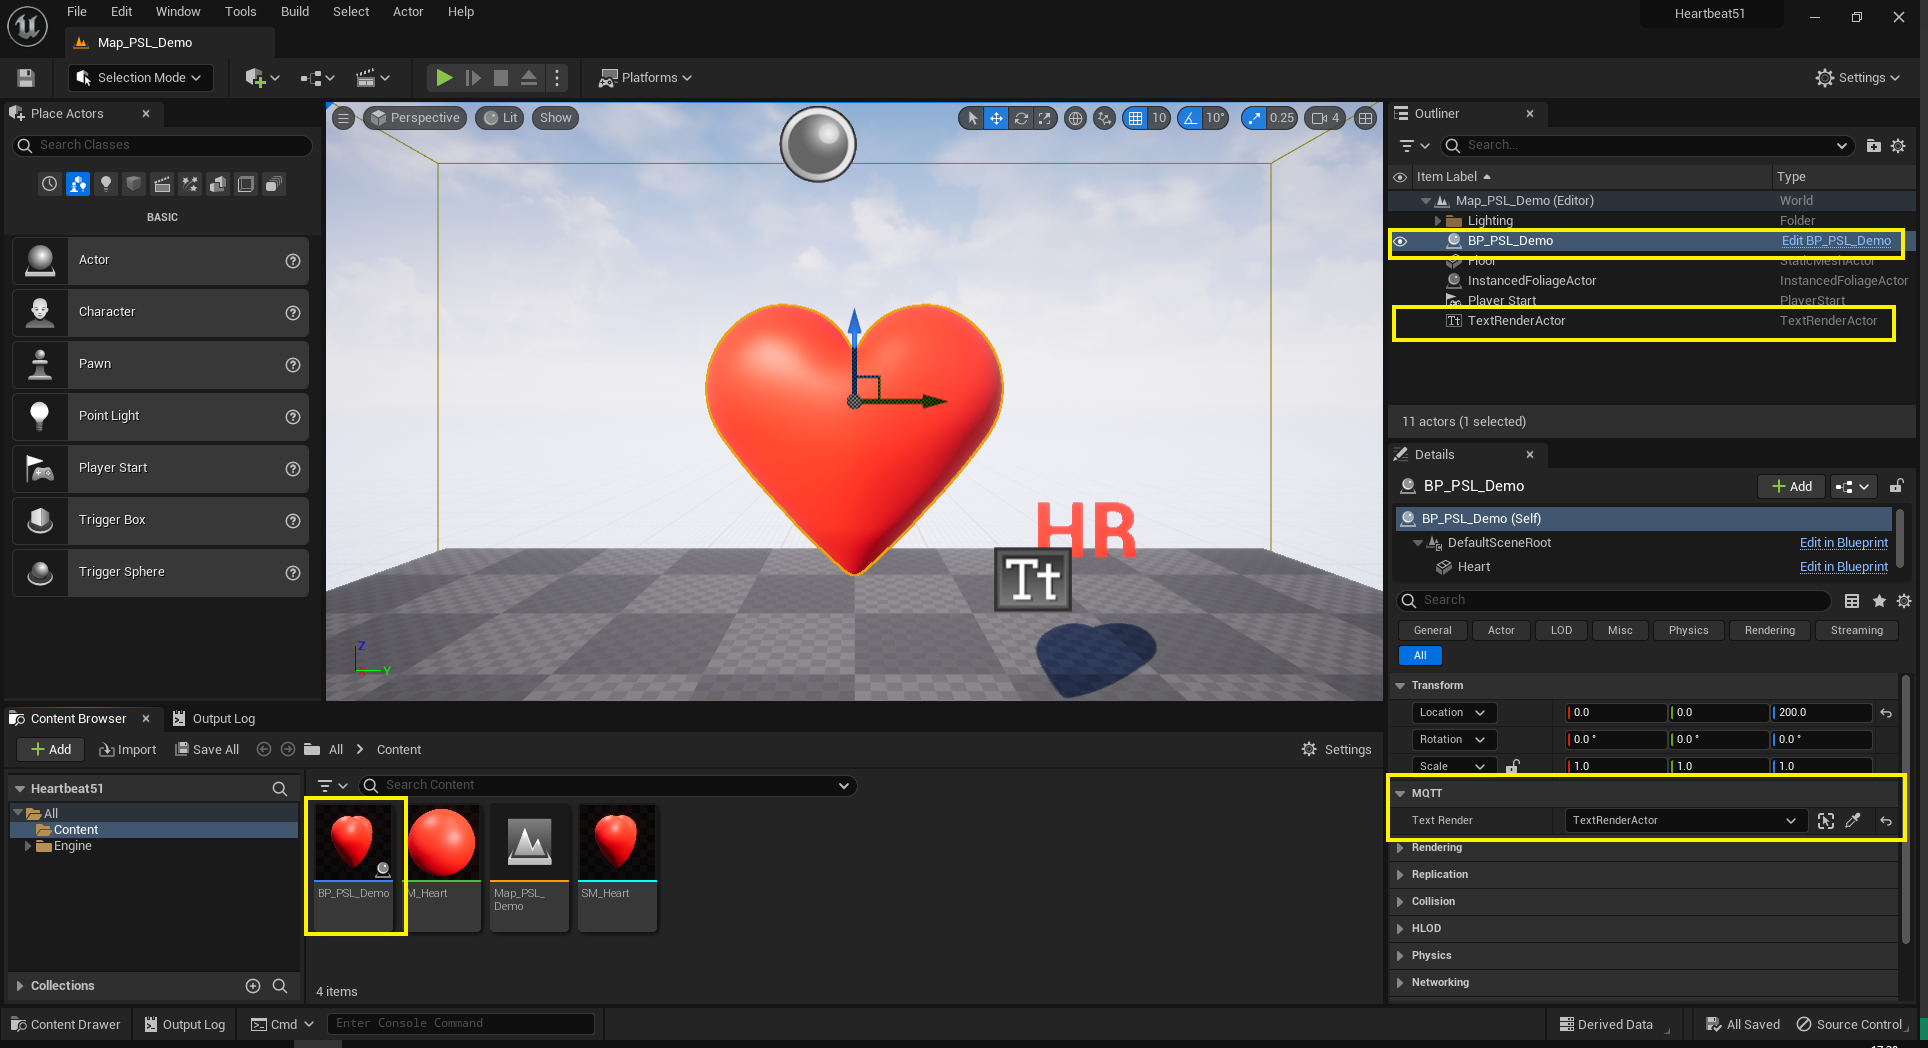 File Edit Window Tools Build Select Actor Help
Heartbeat51
Map_PSL_Demo
Selection Mode
Platforms
Settings
Place Actors
Search Classes
BASIC
Actor
Character
Pawn
Point Light
Player Start
Trigger Box
Trigger Sphere
Perspective Lit Show
10 10° 0.25 4
HR
Tt
Z
Y
Outliner
Search...
Item Label Type
Map_PSL_Demo (Editor) World
Lighting Folder
BP_PSL_Demo Edit BP_PSL_Demo
Floor StaticMeshActor
InstancedFoliageActor InstancedFoliageActor
Player Start PlayerStart
Tt TextRenderActor TextRenderActor
11 actors (1 selected)
Details
BP_PSL_Demo
Add
BP_PSL_Demo (Self)
DefaultSceneRoot Edit in Blueprint
Heart Edit in Blueprint
Search
General Actor LOD Misc Physics Rendering Streaming
All
Transform
Location 0.0 0.0 200.0
Rotation 0.0 ° 0.0 ° 0.0 °
Scale 1.0 1.0 1.0
MQTT
Text Render TextRenderActor
Rendering
Replication
Collision
HLOD
Physics
Networking
Content Browser Output Log
Add Import Save All All Content Settings
Heartbeat51
All
Content
Engine
Collections
Search Content
BP_PSL_Demo M_Heart Map_PSL_ SM_Heart
Demo
4 items
Content Drawer Output Log Cmd Enter Console Command Derived Data All Saved Source Control